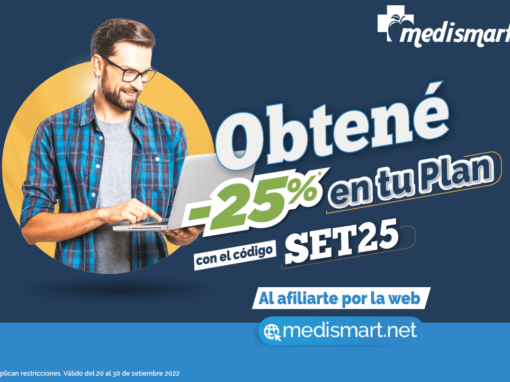 medismart
Obtené
-25%*
en tu Plan
con el código
SET25
Al afiliarte por la web
medismart.net
plican restricciones. Válido del 20 al 30 de setiembre 2022